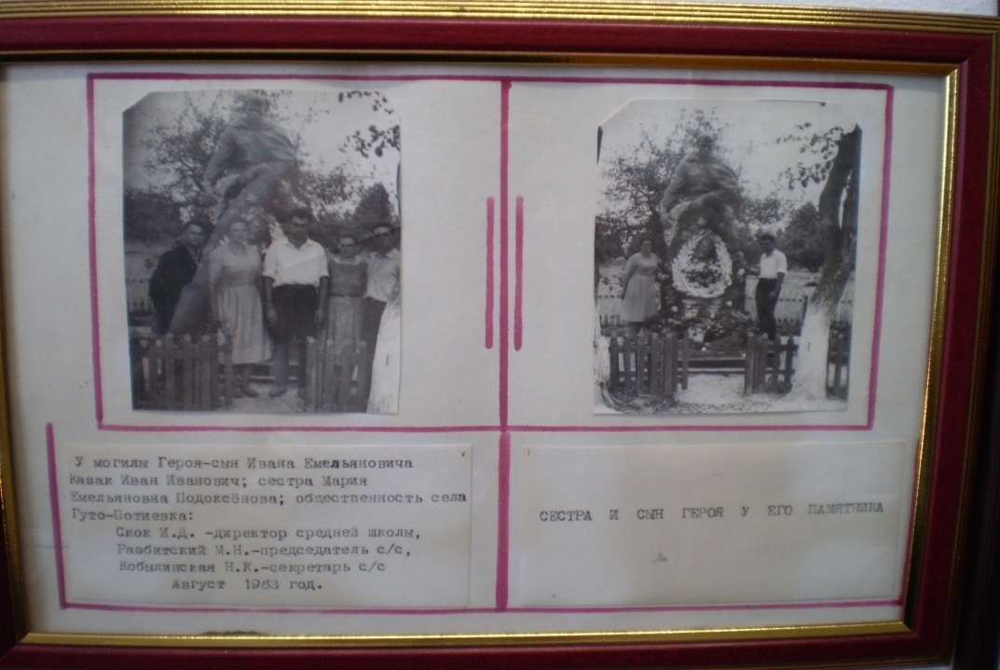 У могилы Героя-сын Ивана Емельяновича
Казак Иван Иванович; сестра Мария
Емельяновна Подоксёнова; общественность села
Гуто-Потиевка:
Скок И.Д. -директор средней школы,
Разбитский М.Н.-председатель с/с,
Кобылинская Н.К.-секретарь с/с
Август 1963 год.
СЕСТРА И СЫН ГЕРОЯ У ЕГО ПАМЯТНИКА